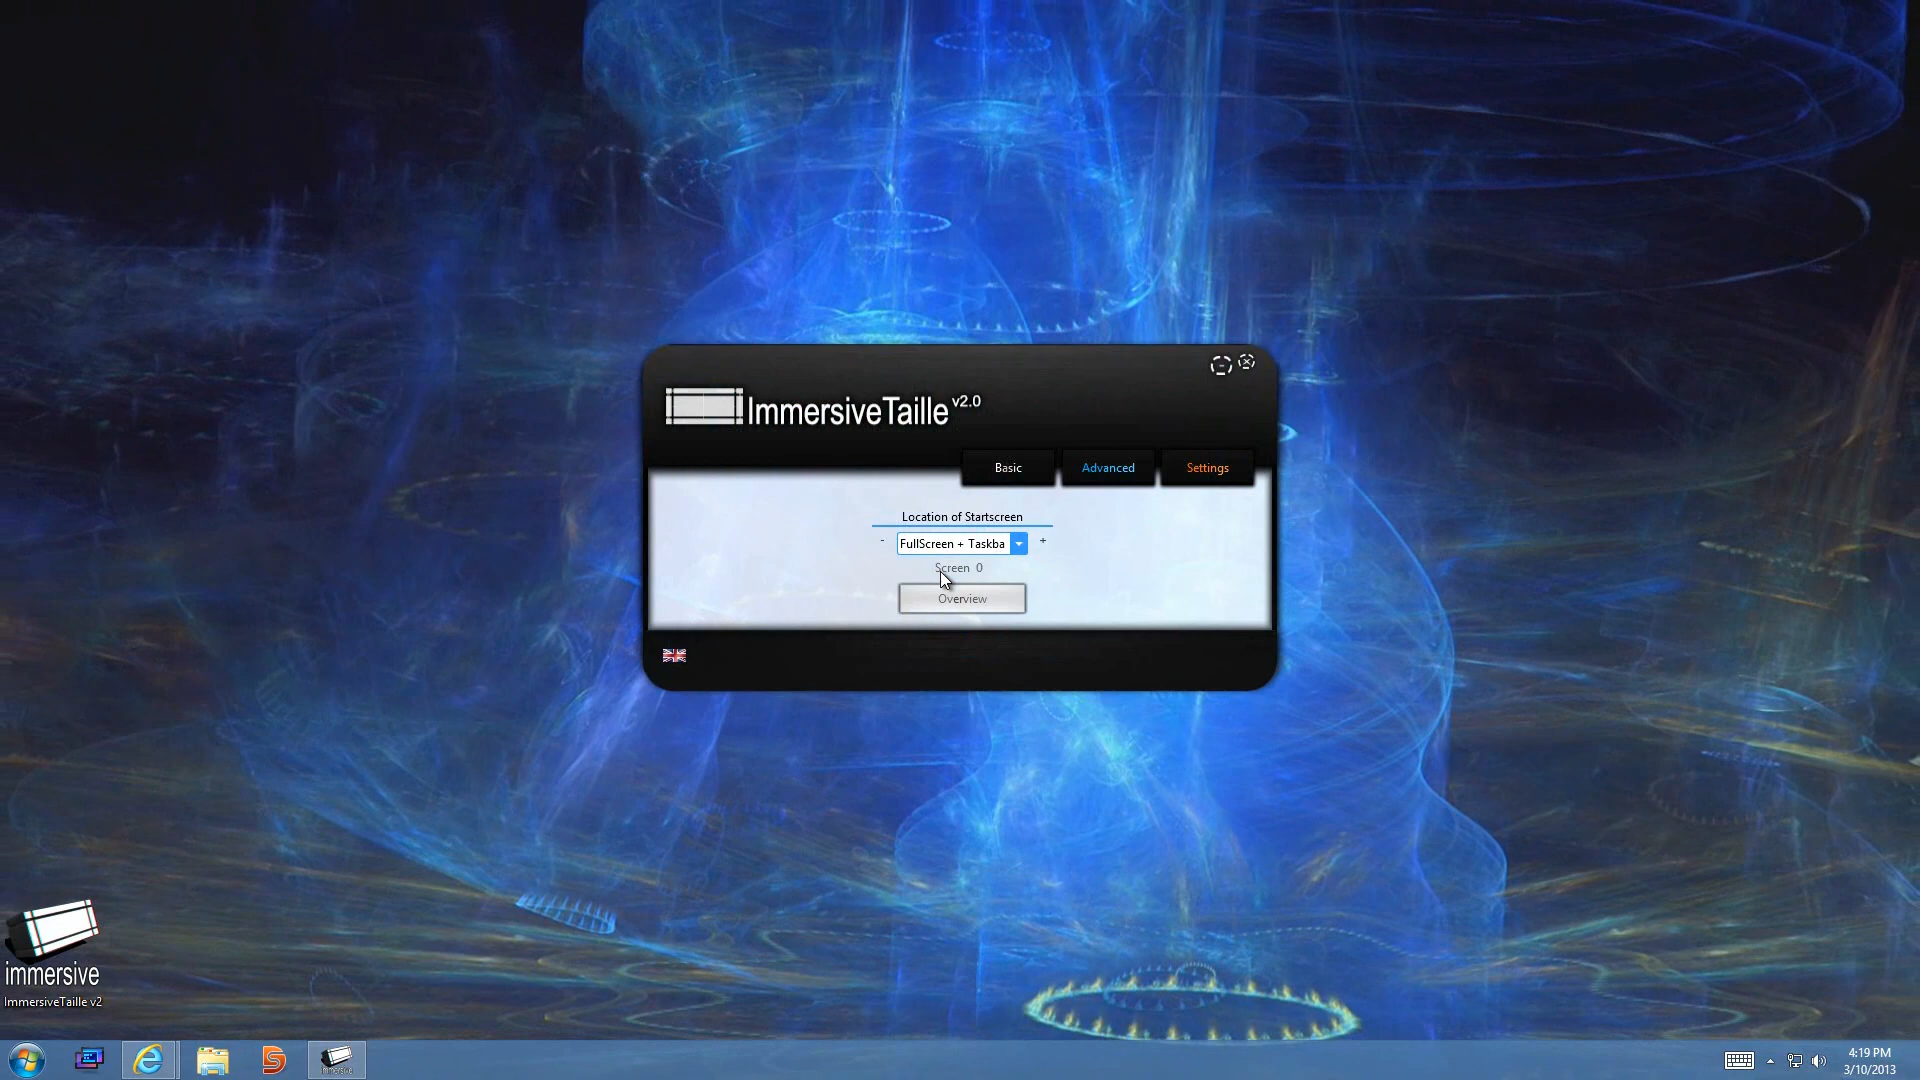 ImmersiveTaille v2.0
Basic
Advanced
Settings
Location of Startscreen
-
FullScreen + Taskba
+
Screen 0
Overview
immersive
ImmersiveTaille v2
immersive
4:19 PM
3/10/2013